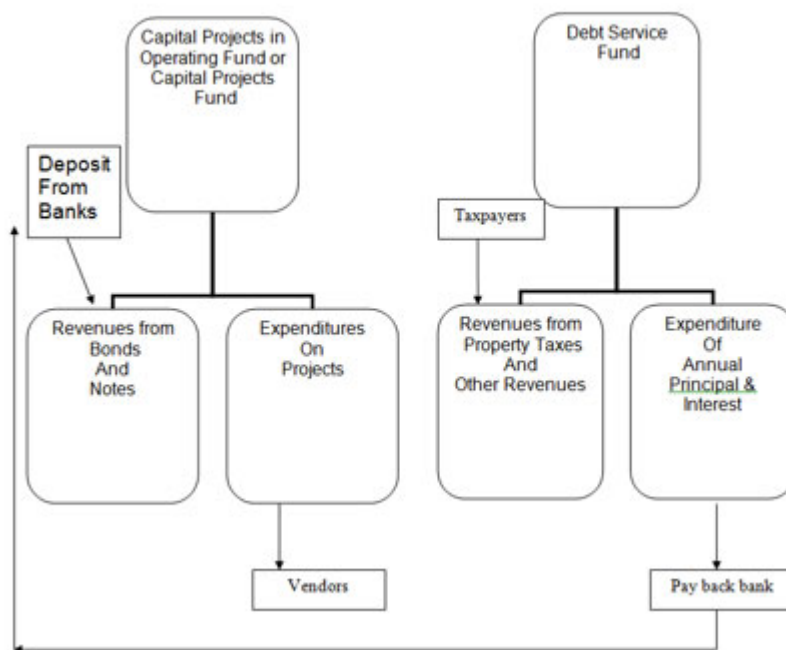 Capital Projects in
Operating Fund or
Capital Projects
Fund
Debt Service
Fund
Deposit
From
Banks
Taxpayers
Revenues from
Bonds
And
Notes
Expenditures
On
Projects
Revenues from
Property Taxes
And
Other Revenues
Expenditure
Of
Annual
Principal &
Interest
Vendors
Pay back bank